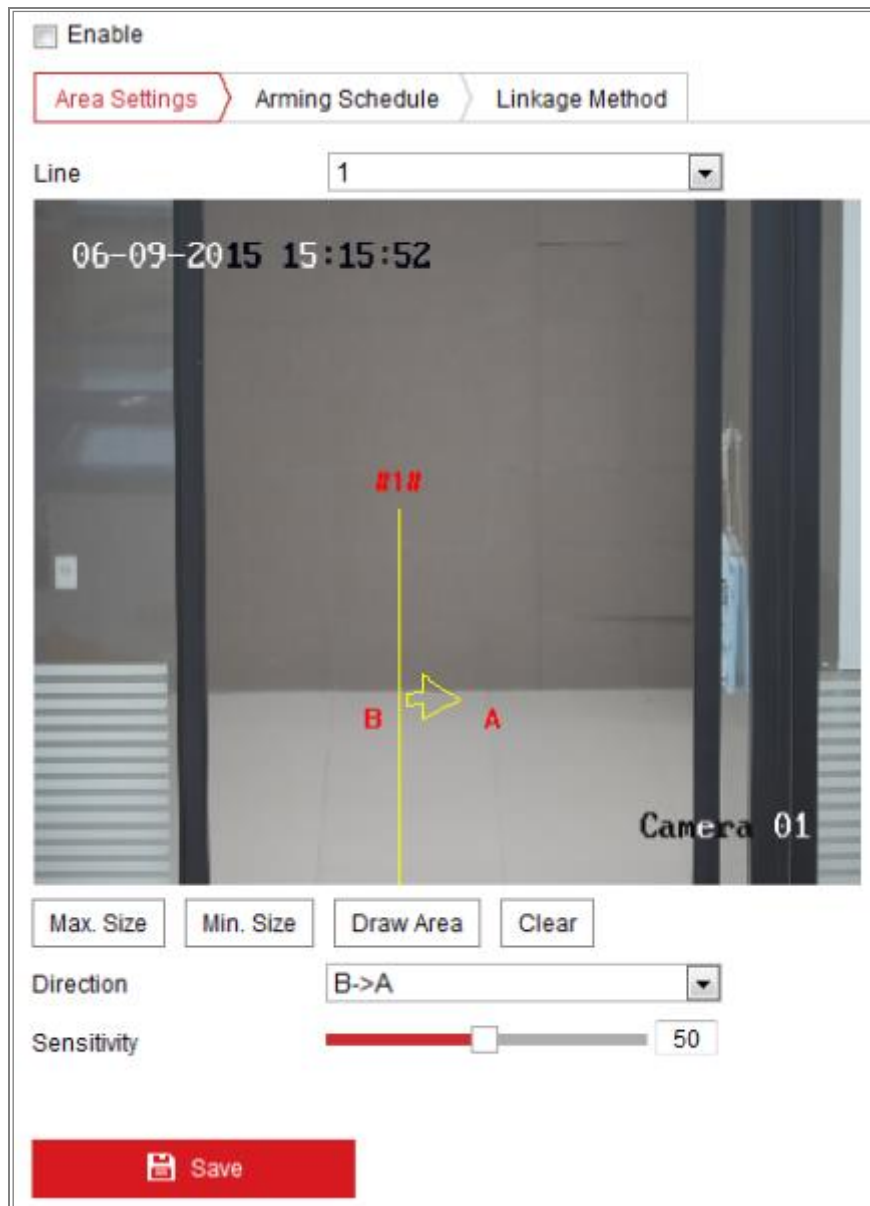 Enable
Area Settings Arming Schedule Linkage Method
Line 1
06-09-2015 15:15:52
#1#
B A
Camera 01
Max. Size Min. Size Draw Area Clear
Direction B->A
Sensitivity 50
Save